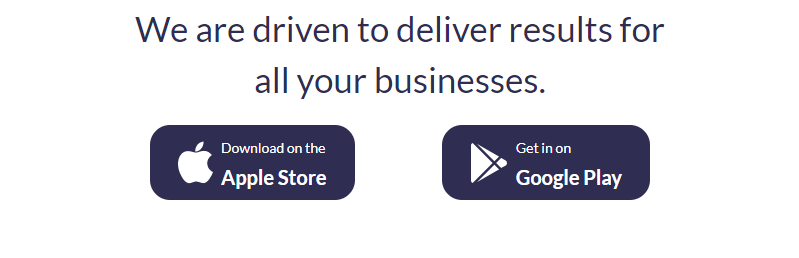 We are driven to deliver results for
all your businesses.
Download on the
Apple Store
Get in on
Google Play